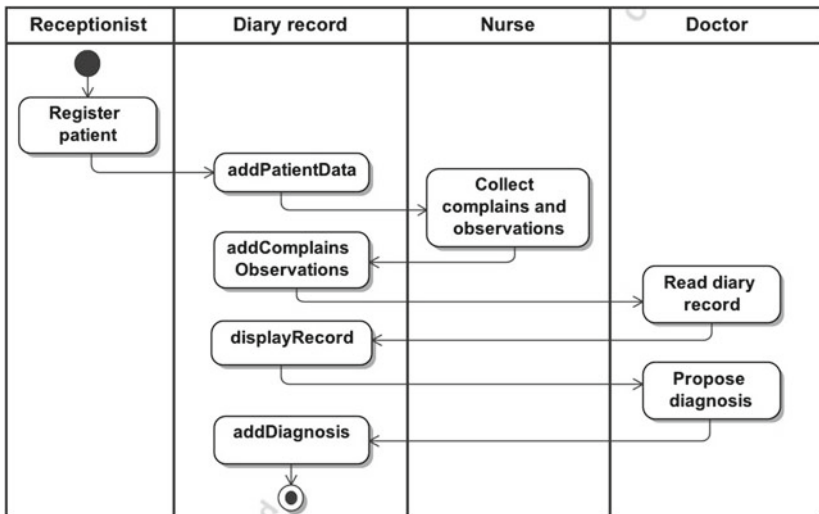 Receptionist
Diary record
Nurse
Doctor
Register
patient
addPatientData
Collect
complains and
observations
addComplains
Observations
Read diary
record
displayRecord
Propose
diagnosis
addDiagnosis